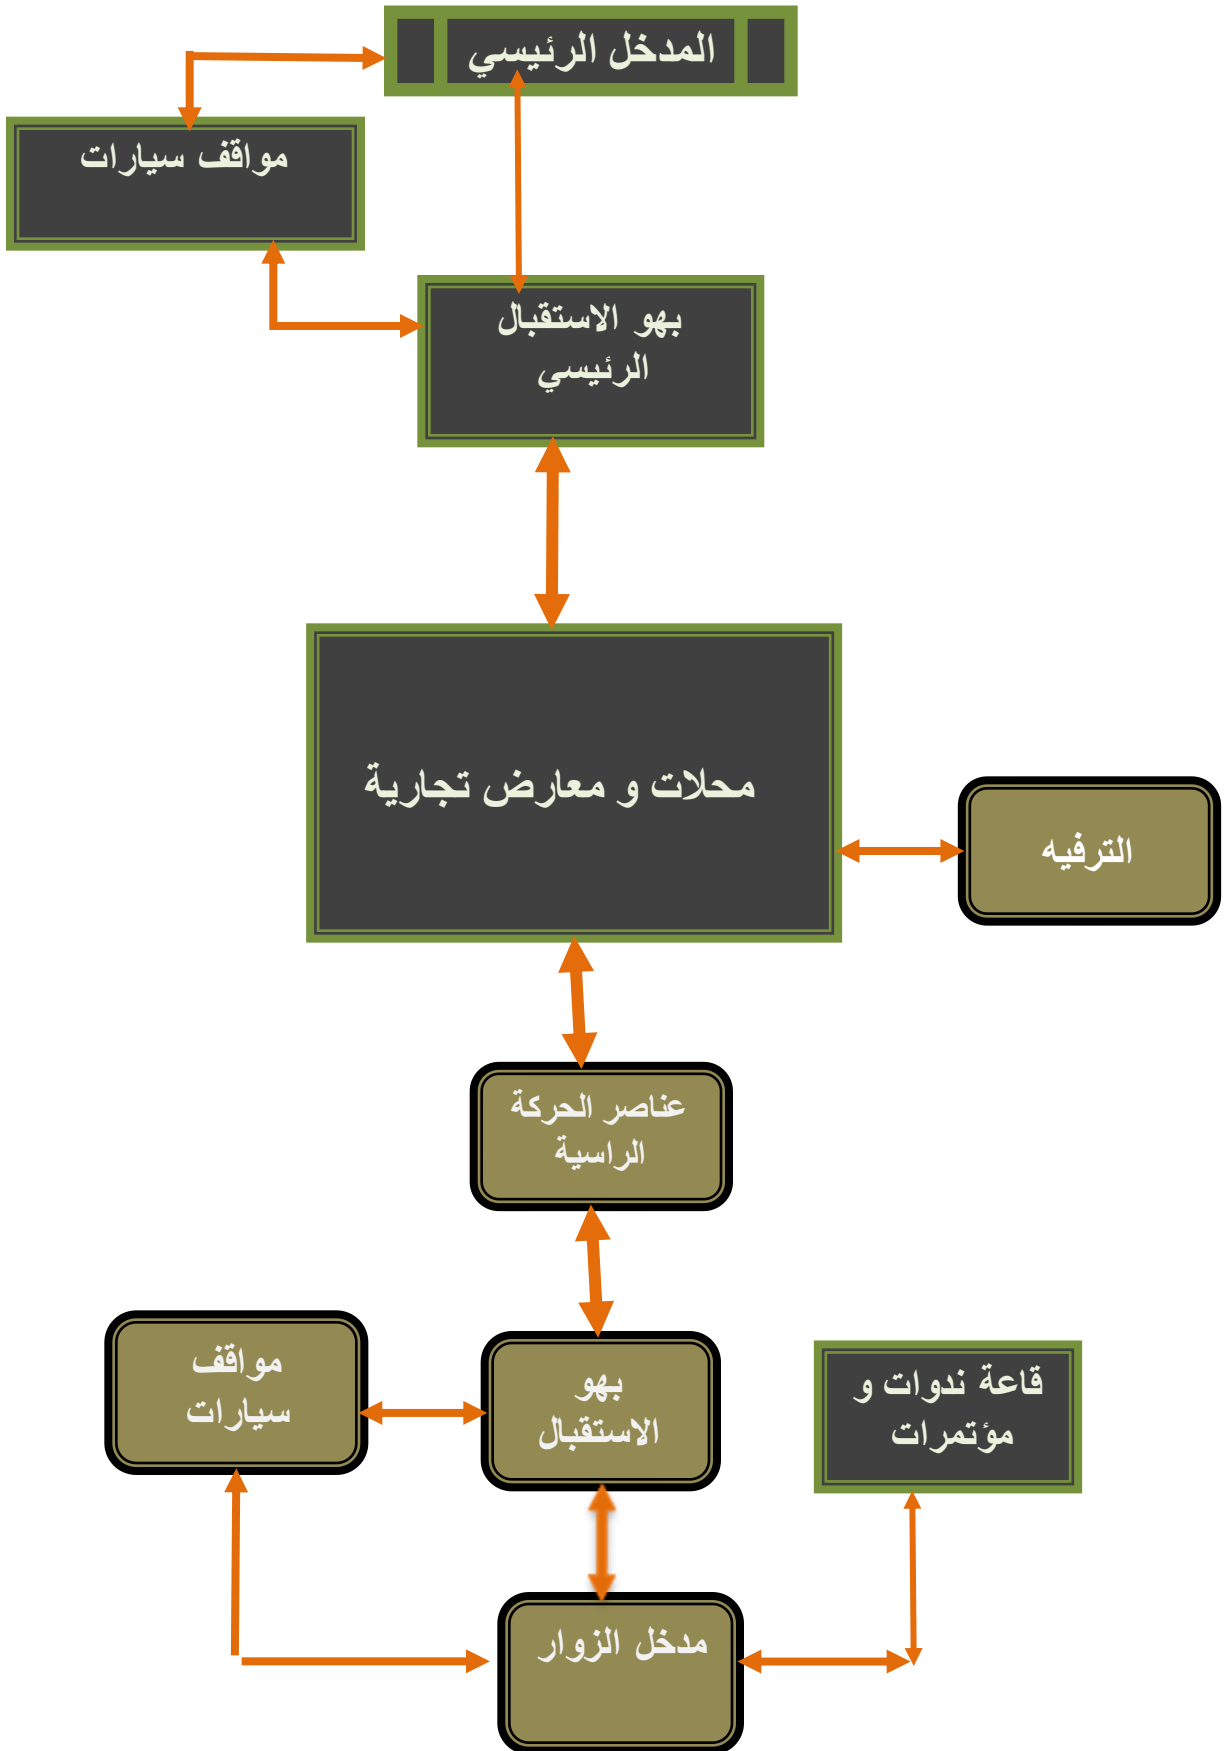 المدخل الرئيسي
مواقف سيارات
بهو الاستقبال
الرئيسي
محلات و معارض تجارية
الترفيه
عناصر الحركة
الراسية
مواقف
سيارات
بهو
الاستقبال
قاعة ندوات و
مؤتمرات
مدخل الزوار